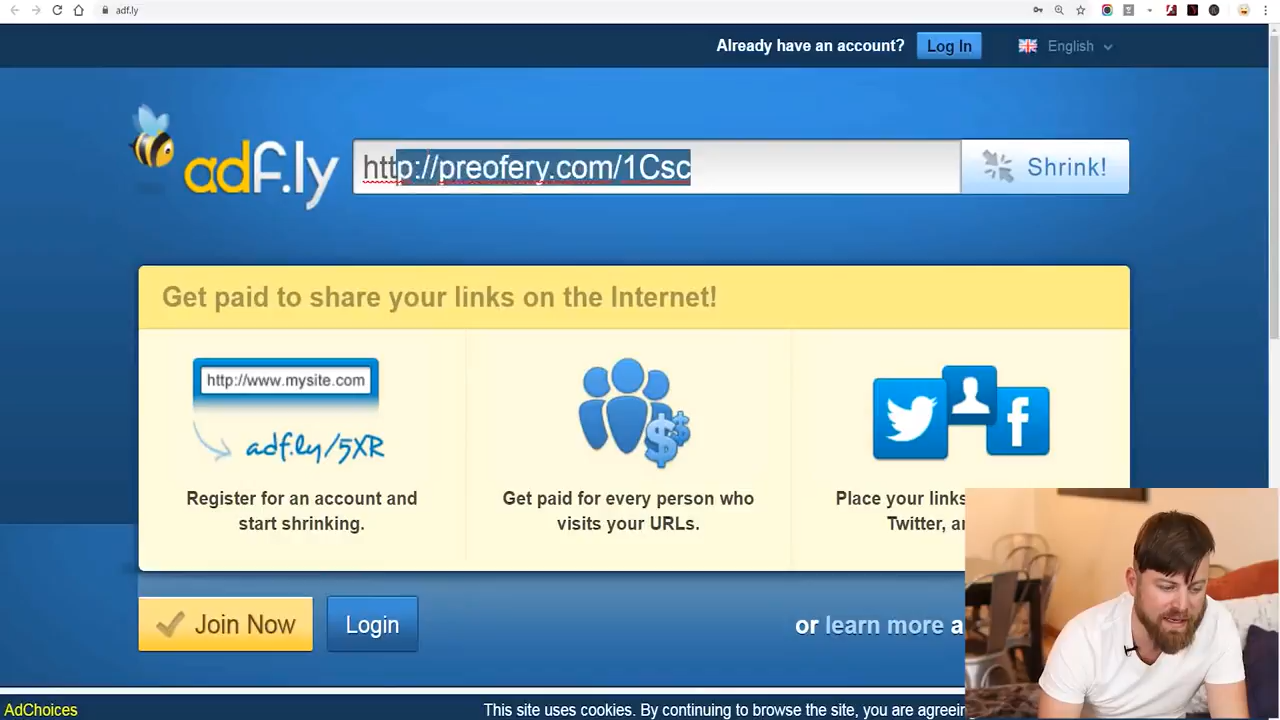 adf.ly
Already have an account?
Log In
English
adf.ly
http://preofery.com/1Csc
Shrink!
Get paid to share your links on the Internet!
http://www.mysite.com
adf.ly/5XR
Register for an account and
start shrinking.
Get paid for every person who
visits your URLs.
Place your links
Twitter,
Join Now
Login
or learn more
AdChoices
This site uses cookies. By continuing to browse the site, you are